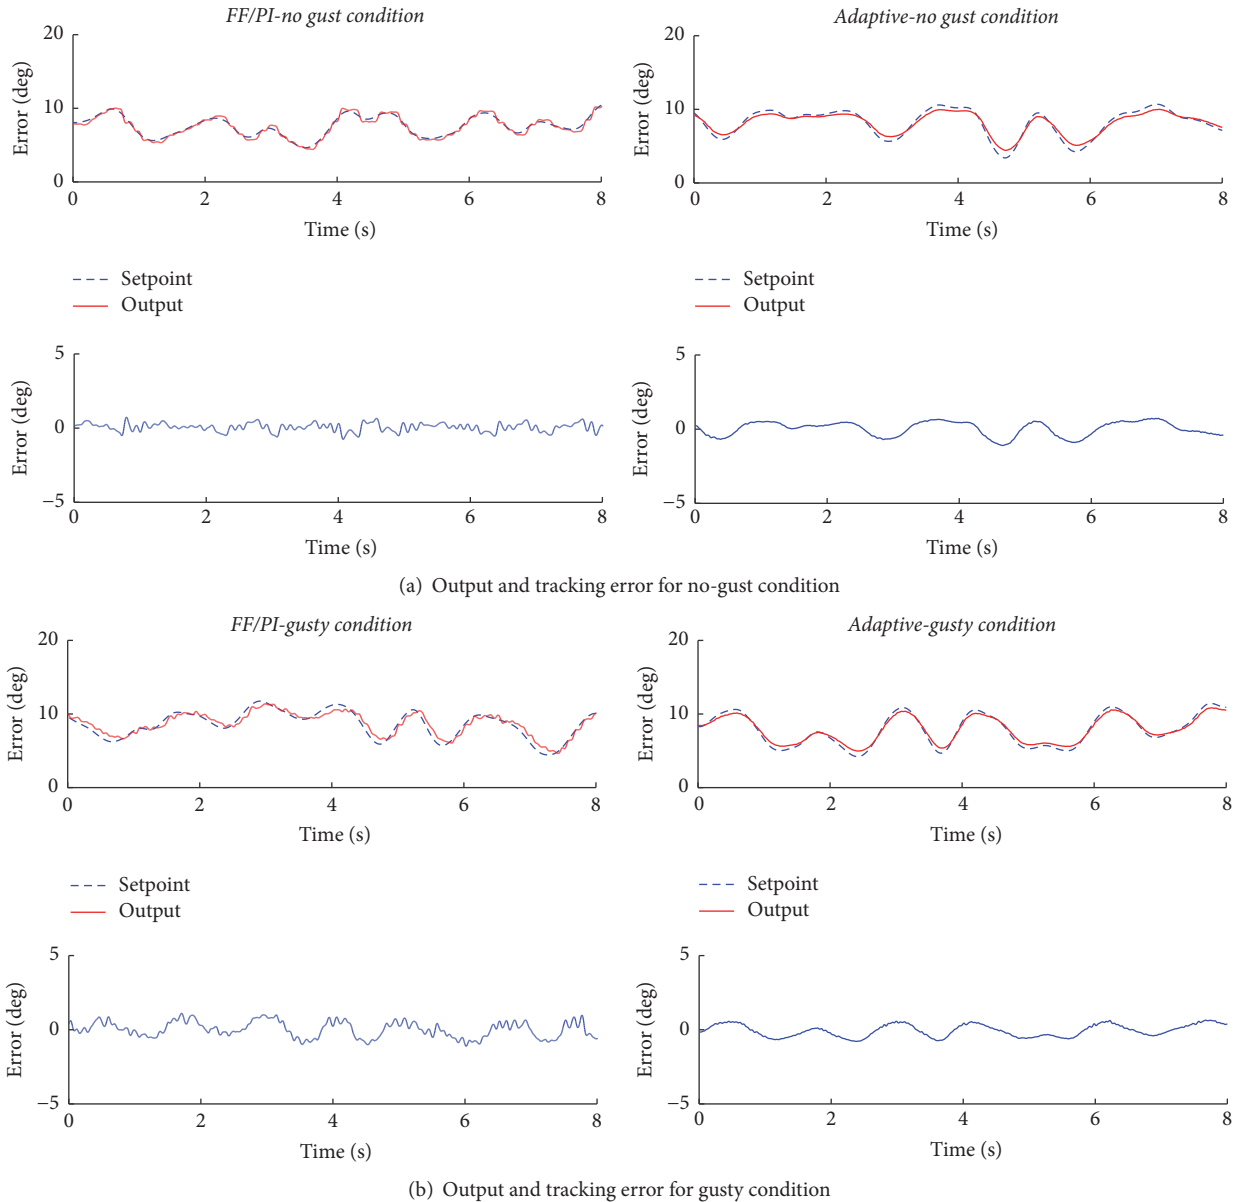 FF/PI-no gust condition
20
10
0
Error (deg)
0 2 4 6 8
Time (s)
Setpoint
Output
5
0
−5
Error (deg)
0 2 4 6 8
Time (s)
Adaptive-no gust condition
20
10
0
Error (deg)
0 2 4 6 8
Time (s)
Setpoint
Output
5
0
−5
Error (deg)
0 2 4 6 8
Time (s)
(a) Output and tracking error for no-gust condition
FF/PI-gusty condition
20
10
0
Error (deg)
0 2 4 6 8
Time (s)
Setpoint
Output
5
0
−5
Error (deg)
0 2 4 6 8
Time (s)
Adaptive-gusty condition
20
10
0
Error (deg)
0 2 4 6 8
Time (s)
Setpoint
Output
5
0
−5
Error (deg)
0 2 4 6 8
Time (s)
(b) Output and tracking error for gusty condition